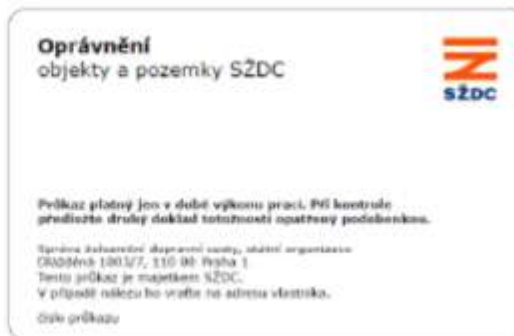 Oprávnění
objekty a pozemky SŽDC
SŽDC
Průkaz platný jen v době výkonu prací. Při kontrole
předložte druhý doklad totožnosti opatřený podobenkou.
Správa železniční dopravní cesty, státní organizace
Dlážděná 1003/7, 110 00 Praha 1
Tento průkaz je majetkem SŽDC.
V případě nálezu ho vraťte na adresu vlastníka.
číslo průkazu